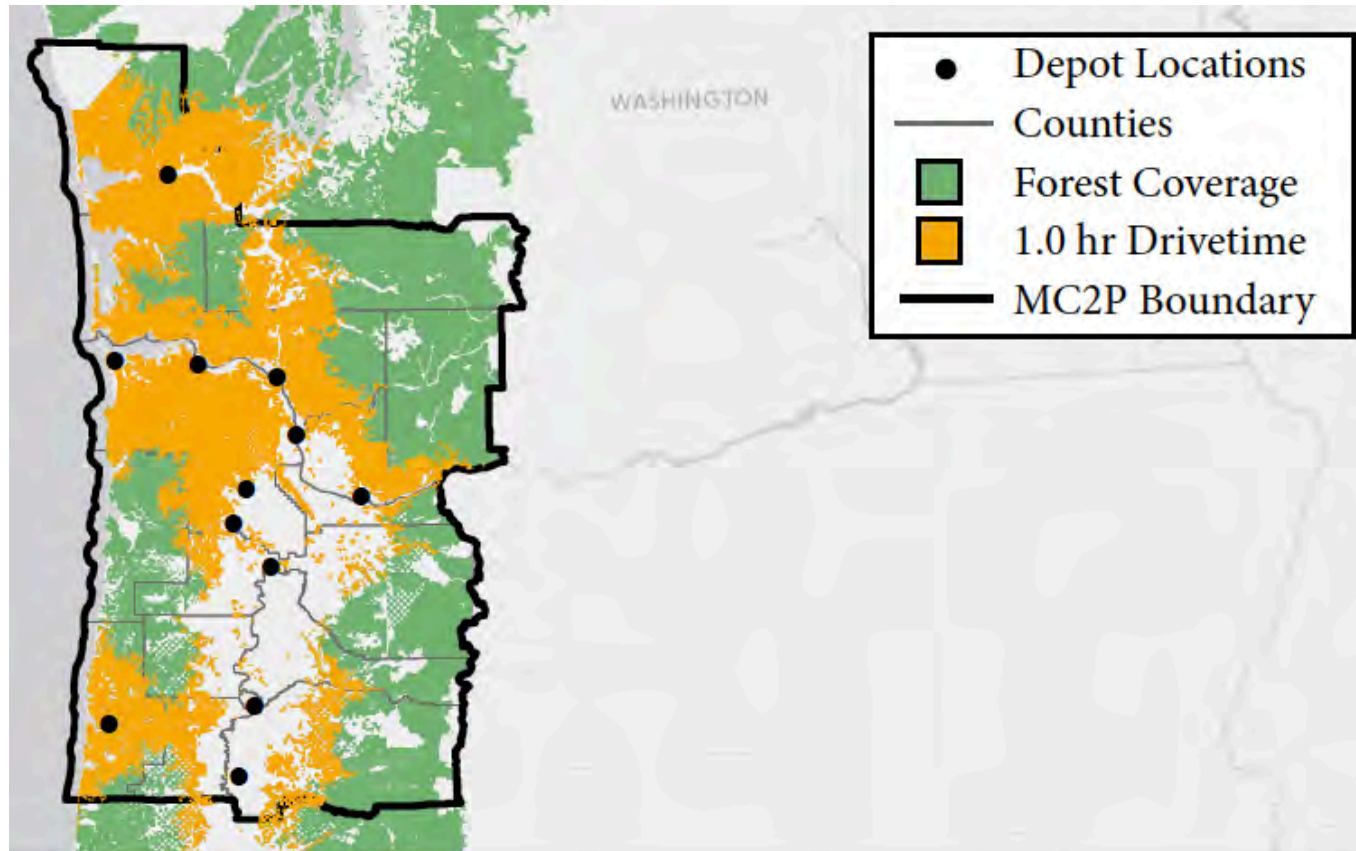 WASHINGTON
Depot Locations
Counties
Forest Coverage
1.0 hr Drivetime
MC2P Boundary